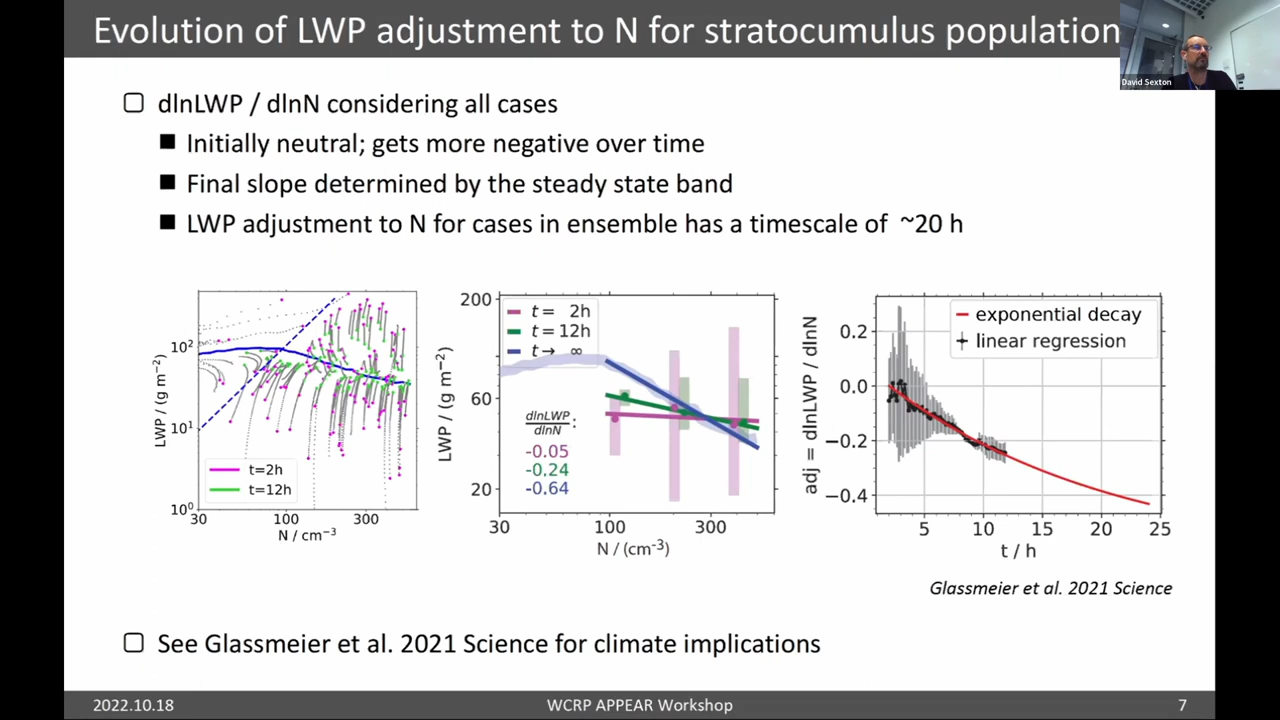 Evolution of LWP adjustment to N for stratocumulus population
David Sexton
dlnLWP / dlnN considering all cases
Initially neutral; gets more negative over time
Final slope determined by the steady state band
LWP adjustment to N for cases in ensemble has a timescale of ~20 h
LWP / (g m⁻²)
10²
10¹
10⁰
t=2h
t=12h
30 100 300
N / cm⁻³
LWP / (g m⁻²)
200
60
20
t = 2h
t = 12h
t → ∞
dlnLWP
dlnN :
-0.05
-0.24
-0.64
30 100 300
N / (cm⁻³)
adj = dlnLWP / dlnN
0.2
0.0
−0.2
−0.4
exponential decay
linear regression
5 10 15 20 25
t / h
Glassmeier et al. 2021 Science
See Glassmeier et al. 2021 Science for climate implications
2022.10.18 WCRP APPEAR Workshop 7